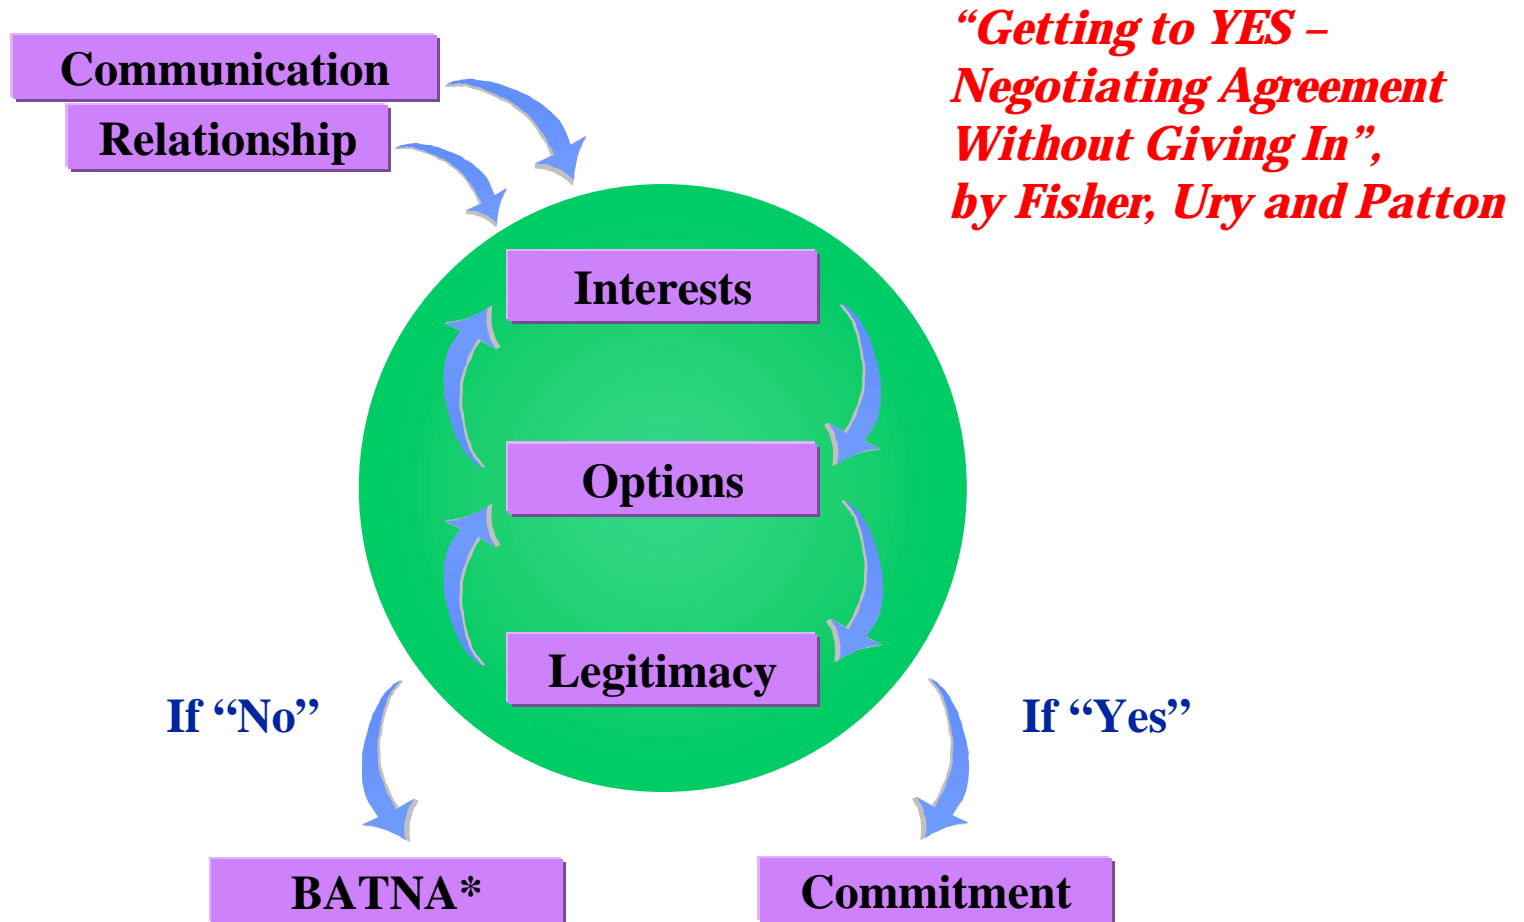 “Getting to YES –
Negotiating Agreement
Without Giving In”,
by Fisher, Ury and Patton
Communication
Relationship
Interests
Options
Legitimacy
If “No”
If “Yes”
BATNA*
Commitment